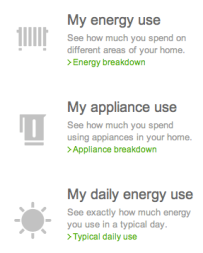 My energy use
See how much you spend on
different areas of your home.
> Energy breakdown
My appliance use
See how much you spend
using appiances in your home.
> Appliance breakdown
My daily energy use
See exactly how much energy
you use in a typical day.
> Typical daily use